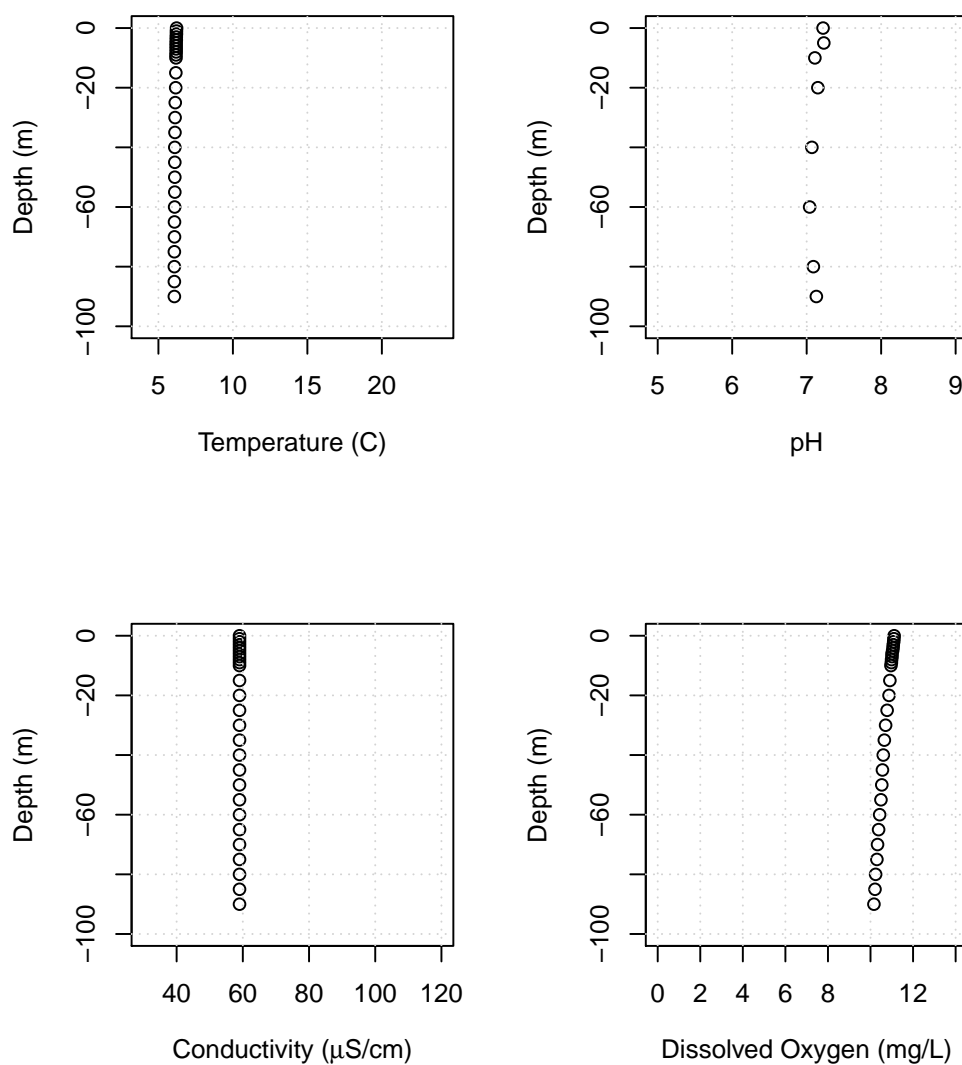 0
−20
−60
−100
Depth (m)
5 10 15 20
Temperature (C)
0
−20
−60
−100
Depth (m)
5 6 7 8 9
pH
0
−20
−60
−100
Depth (m)
40 60 80 100 120
Conductivity (μS/cm)
0
−20
−60
−100
Depth (m)
0 2 4 6 8 12
Dissolved Oxygen (mg/L)